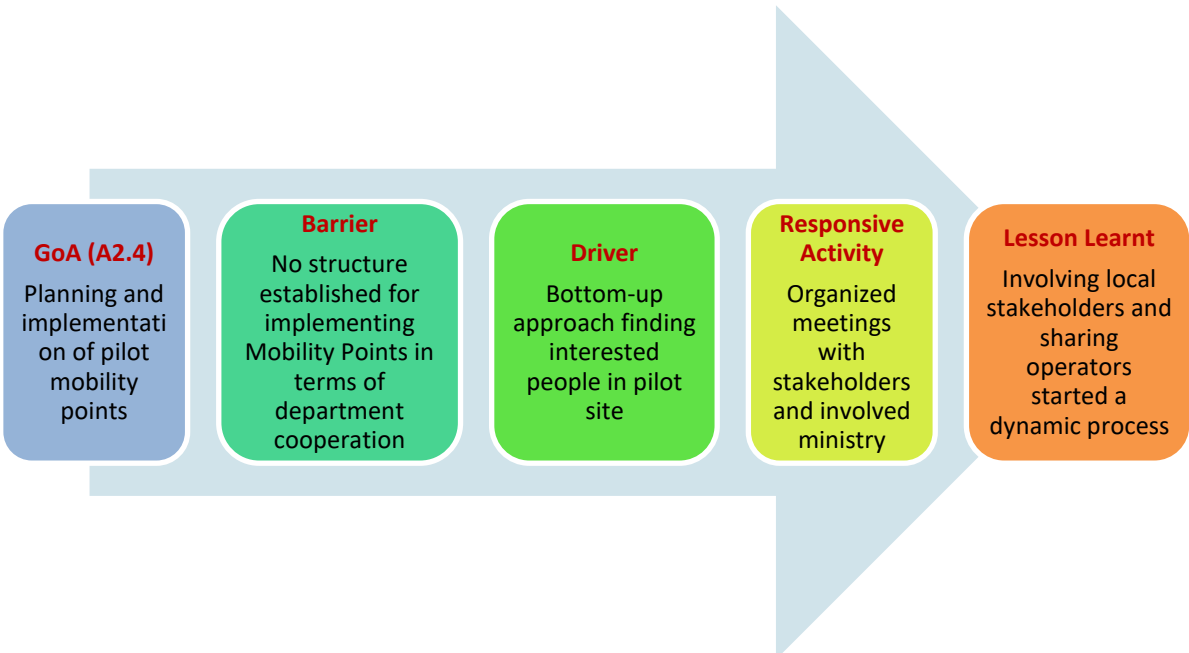 GoA (A2.4)
Planning and
implementati
on of pilot
mobility
points
Barrier
No structure
established for
implementing
Mobility Points in
terms of
department
cooperation
Driver
Bottom-up
approach finding
interested
people in pilot
site
Responsive
Activity
Organized
meetings
with
stakeholders
and involved
ministry
Lesson Learnt
Involving local
stakeholders and
sharing
operators
started a
dynamic process